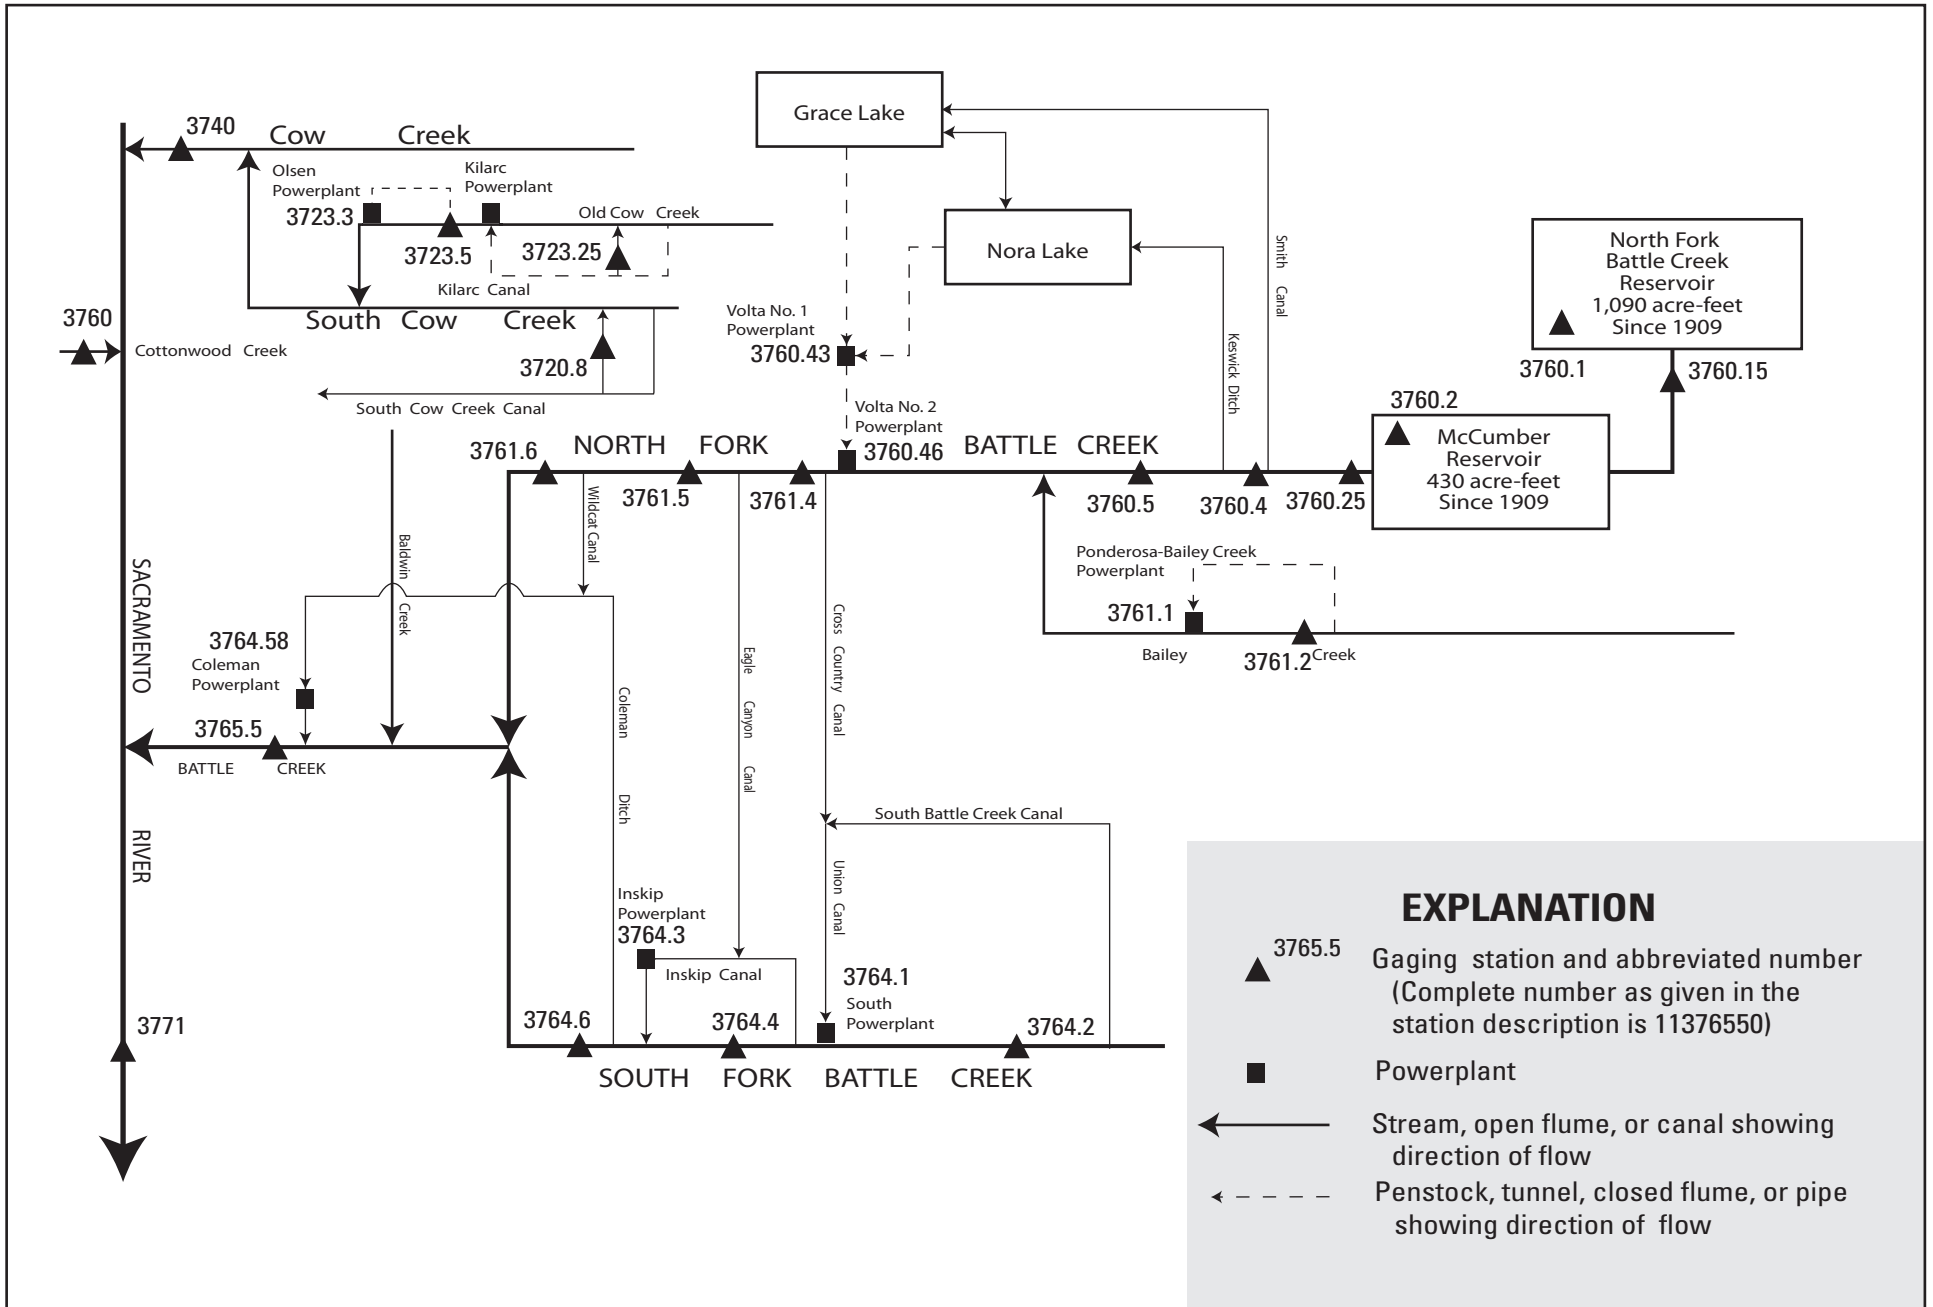 3740
Cow Creek
Olsen
Powerplant
3723.3
Kilarc
Powerplant
Old Cow Creek
3723.5
3723.25
Kilarc Canal
South Cow Creek
3760
Cottonwood Creek
3720.8
South Cow Creek Canal
Grace Lake
Nora Lake
Smith Canal
Keswick Ditch
Volta No. 1
Powerplant
3760.43
Volta No. 2
Powerplant
3760.46
North Fork
Battle Creek
Reservoir
1,090 acre-feet
Since 1909
3760.1
3760.15
3760.2
McCumber
Reservoir
430 acre-feet
Since 1909
3761.6
NORTH FORK BATTLE CREEK
3761.5
3761.4
3760.5
3760.4
3760.25
Wildcat Canal
Baldwin Creek
Ponderosa-Bailey Creek
Powerplant
3761.1
Bailey Creek
3761.2
SACRAMENTO RIVER
3764.58
Coleman
Powerplant
3765.5
BATTLE CREEK
Coleman Ditch
Eagle Canyon Canal
Cross Country Canal
South Battle Creek Canal
Union Canal
Inskip
Powerplant
3764.3
Inskip Canal
3764.1
South
Powerplant
3764.6
3764.4
3764.2
SOUTH FORK BATTLE CREEK
3771
EXPLANATION
3765.5
Gaging station and abbreviated number
(Complete number as given in the
station description is 11376550)
Powerplant
Stream, open flume, or canal showing
direction of flow
Penstock, tunnel, closed flume, or pipe
showing direction of flow